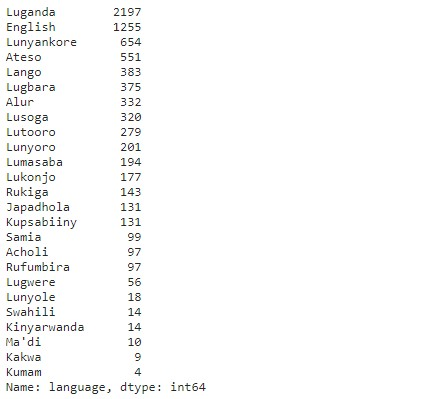 Luganda 2197
English 1255
Lunyankore 654
Ateso 551
Lango 383
Lugbara 375
Alur 332
Lusoga 320
Lutooro 279
Lunyoro 201
Lumasaba 194
Lukonjo 177
Rukiga 143
Japadhola 131
Kupsabiiny 131
Samia 99
Acholi 97
Rufumbira 97
Lugwere 56
Lunyole 18
Swahili 14
Kinyarwanda 14
Ma'di 10
Kakwa 9
Kumam 4
Name: language, dtype: int64